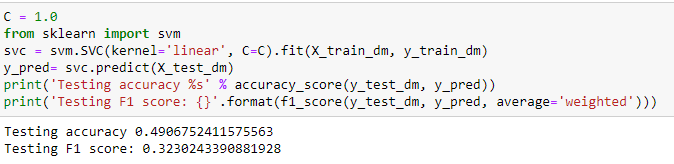 C = 1.0
from sklearn import svm
svc = svm.SVC(kernel='linear', C=C).fit(X_train_dm, y_train_dm)
y_pred= svc.predict(X_test_dm)
print('Testing accuracy %s' % accuracy_score(y_test_dm, y_pred))
print('Testing F1 score: {}'.format(f1_score(y_test_dm, y_pred, average='weighted')))
Testing accuracy 0.4906752411575563
Testing F1 score: 0.3230243390881928